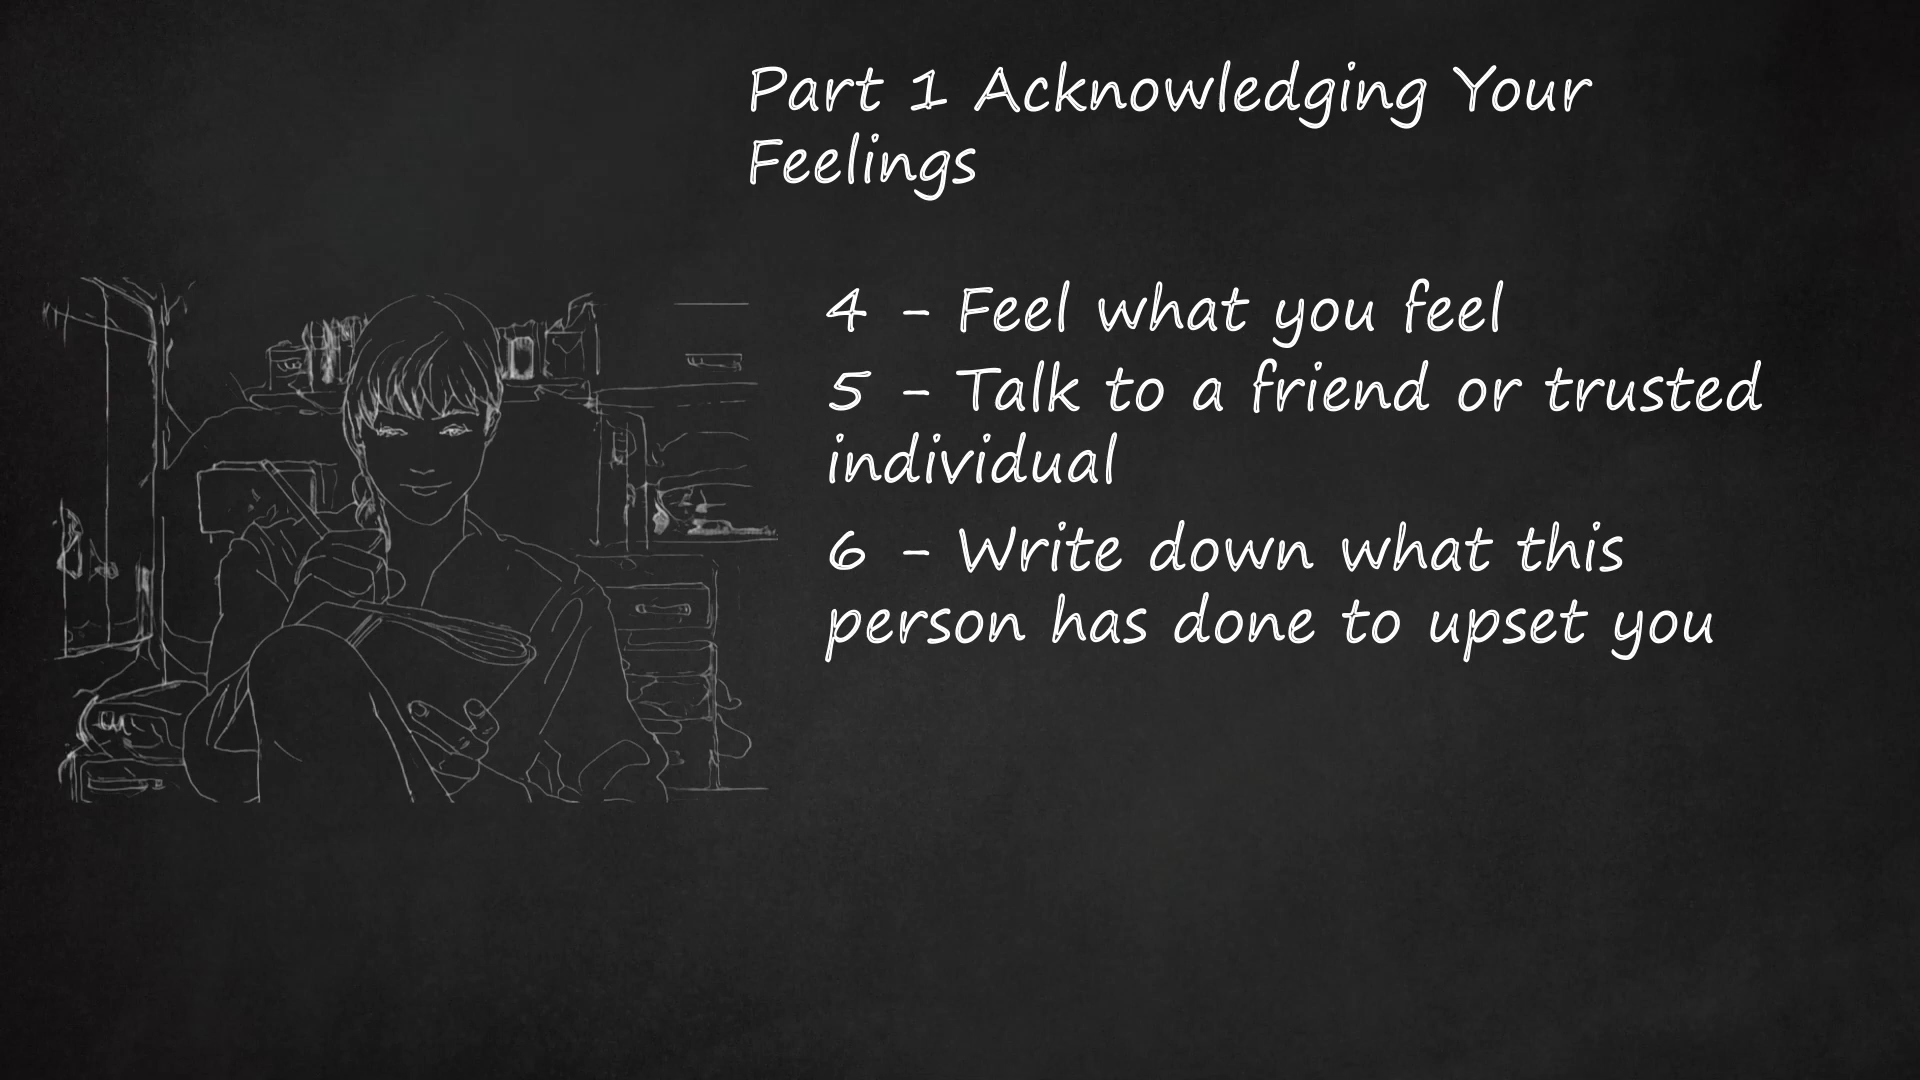 Part 1 Acknowledging Your
Feelings
4 - Feel what you feel
5 - Talk to a friend or trusted
individual
6 - Write down what this
person has done to upset you